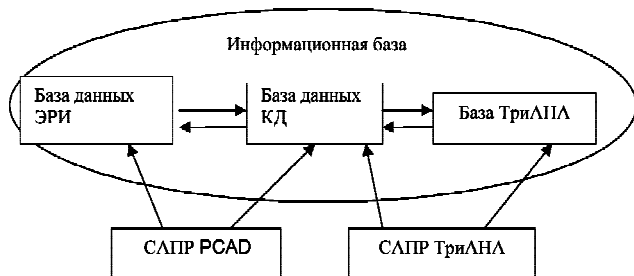 Информационная база
База данных
ЭРИ
База данных
КД
База ТриАНА
САПР PCAD
САПР ТриАНА